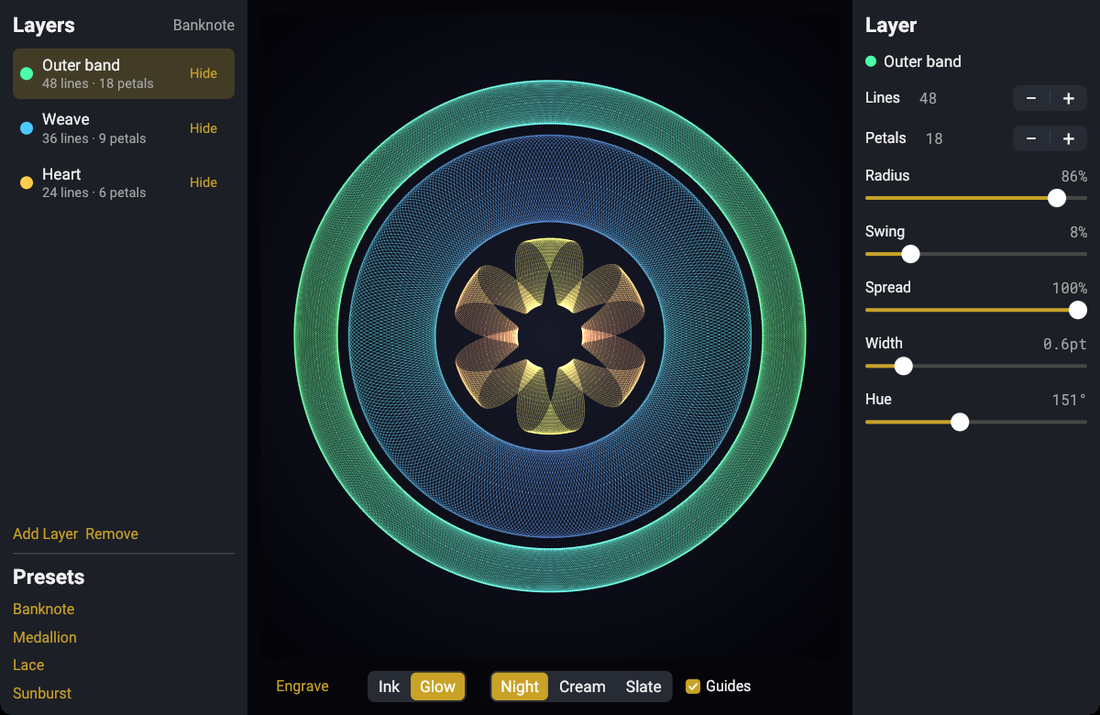 Layers
Banknote
Outer band
48 lines · 18 petals
Hide
Weave
36 lines · 9 petals
Hide
Heart
24 lines · 6 petals
Hide
Add Layer
Remove
Presets
Banknote
Medallion
Lace
Sunburst
Engrave
Ink
Glow
Night
Cream
Slate
Guides
Layer
Outer band
Lines 48
− +
Petals 18
− +
Radius 86%
Swing 8%
Spread 100%
Width 0.6pt
Hue 151°